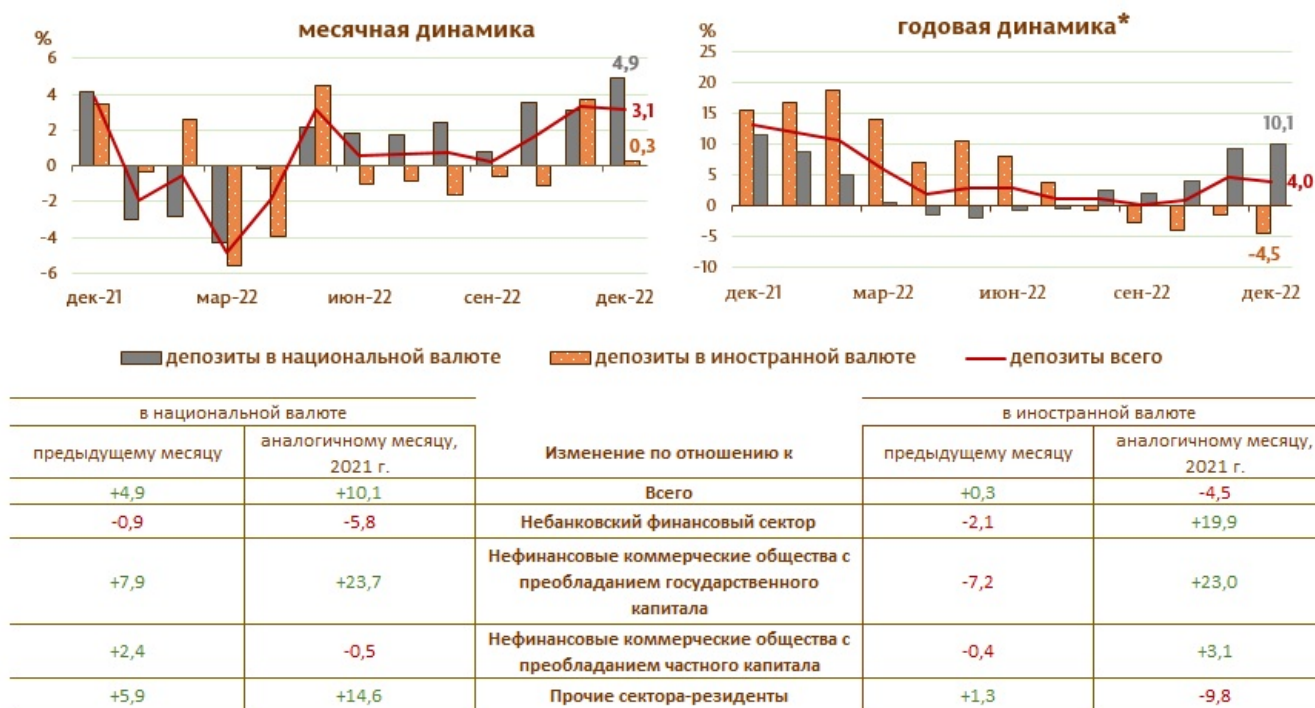 месячная динамика
%
6
4
2
0
-2
-4
-6
4,9
3,1
0,3
дек-21
мар-22
июн-22
сен-22
дек-22
годовая динамика*
%
25
20
15
10
5
0
-5
-10
10,1
4,0
-4,5
дек-21
мар-22
июн-22
сен-22
дек-22
депозиты в национальной валюте
депозиты в иностранной валюте
депозиты всего
в национальной валюте
Изменение по отношению к
в иностранной валюте
предыдущему месяцу
аналогичному месяцу,
2021 г.
предыдущему месяцу
аналогичному месяцу,
2021 г.
+4,9
+10,1
Всего
+0,3
-4,5
-0,9
-5,8
Небанковский финансовый сектор
-2,1
+19,9
+7,9
+23,7
Нефинансовые коммерческие общества с
преобладанием государственного
капитала
-7,2
+23,0
+2,4
-0,5
Нефинансовые коммерческие общества с
преобладанием частного капитала
-0,4
+3,1
+5,9
+14,6
Прочие сектора-резиденты
+1,3
-9,8